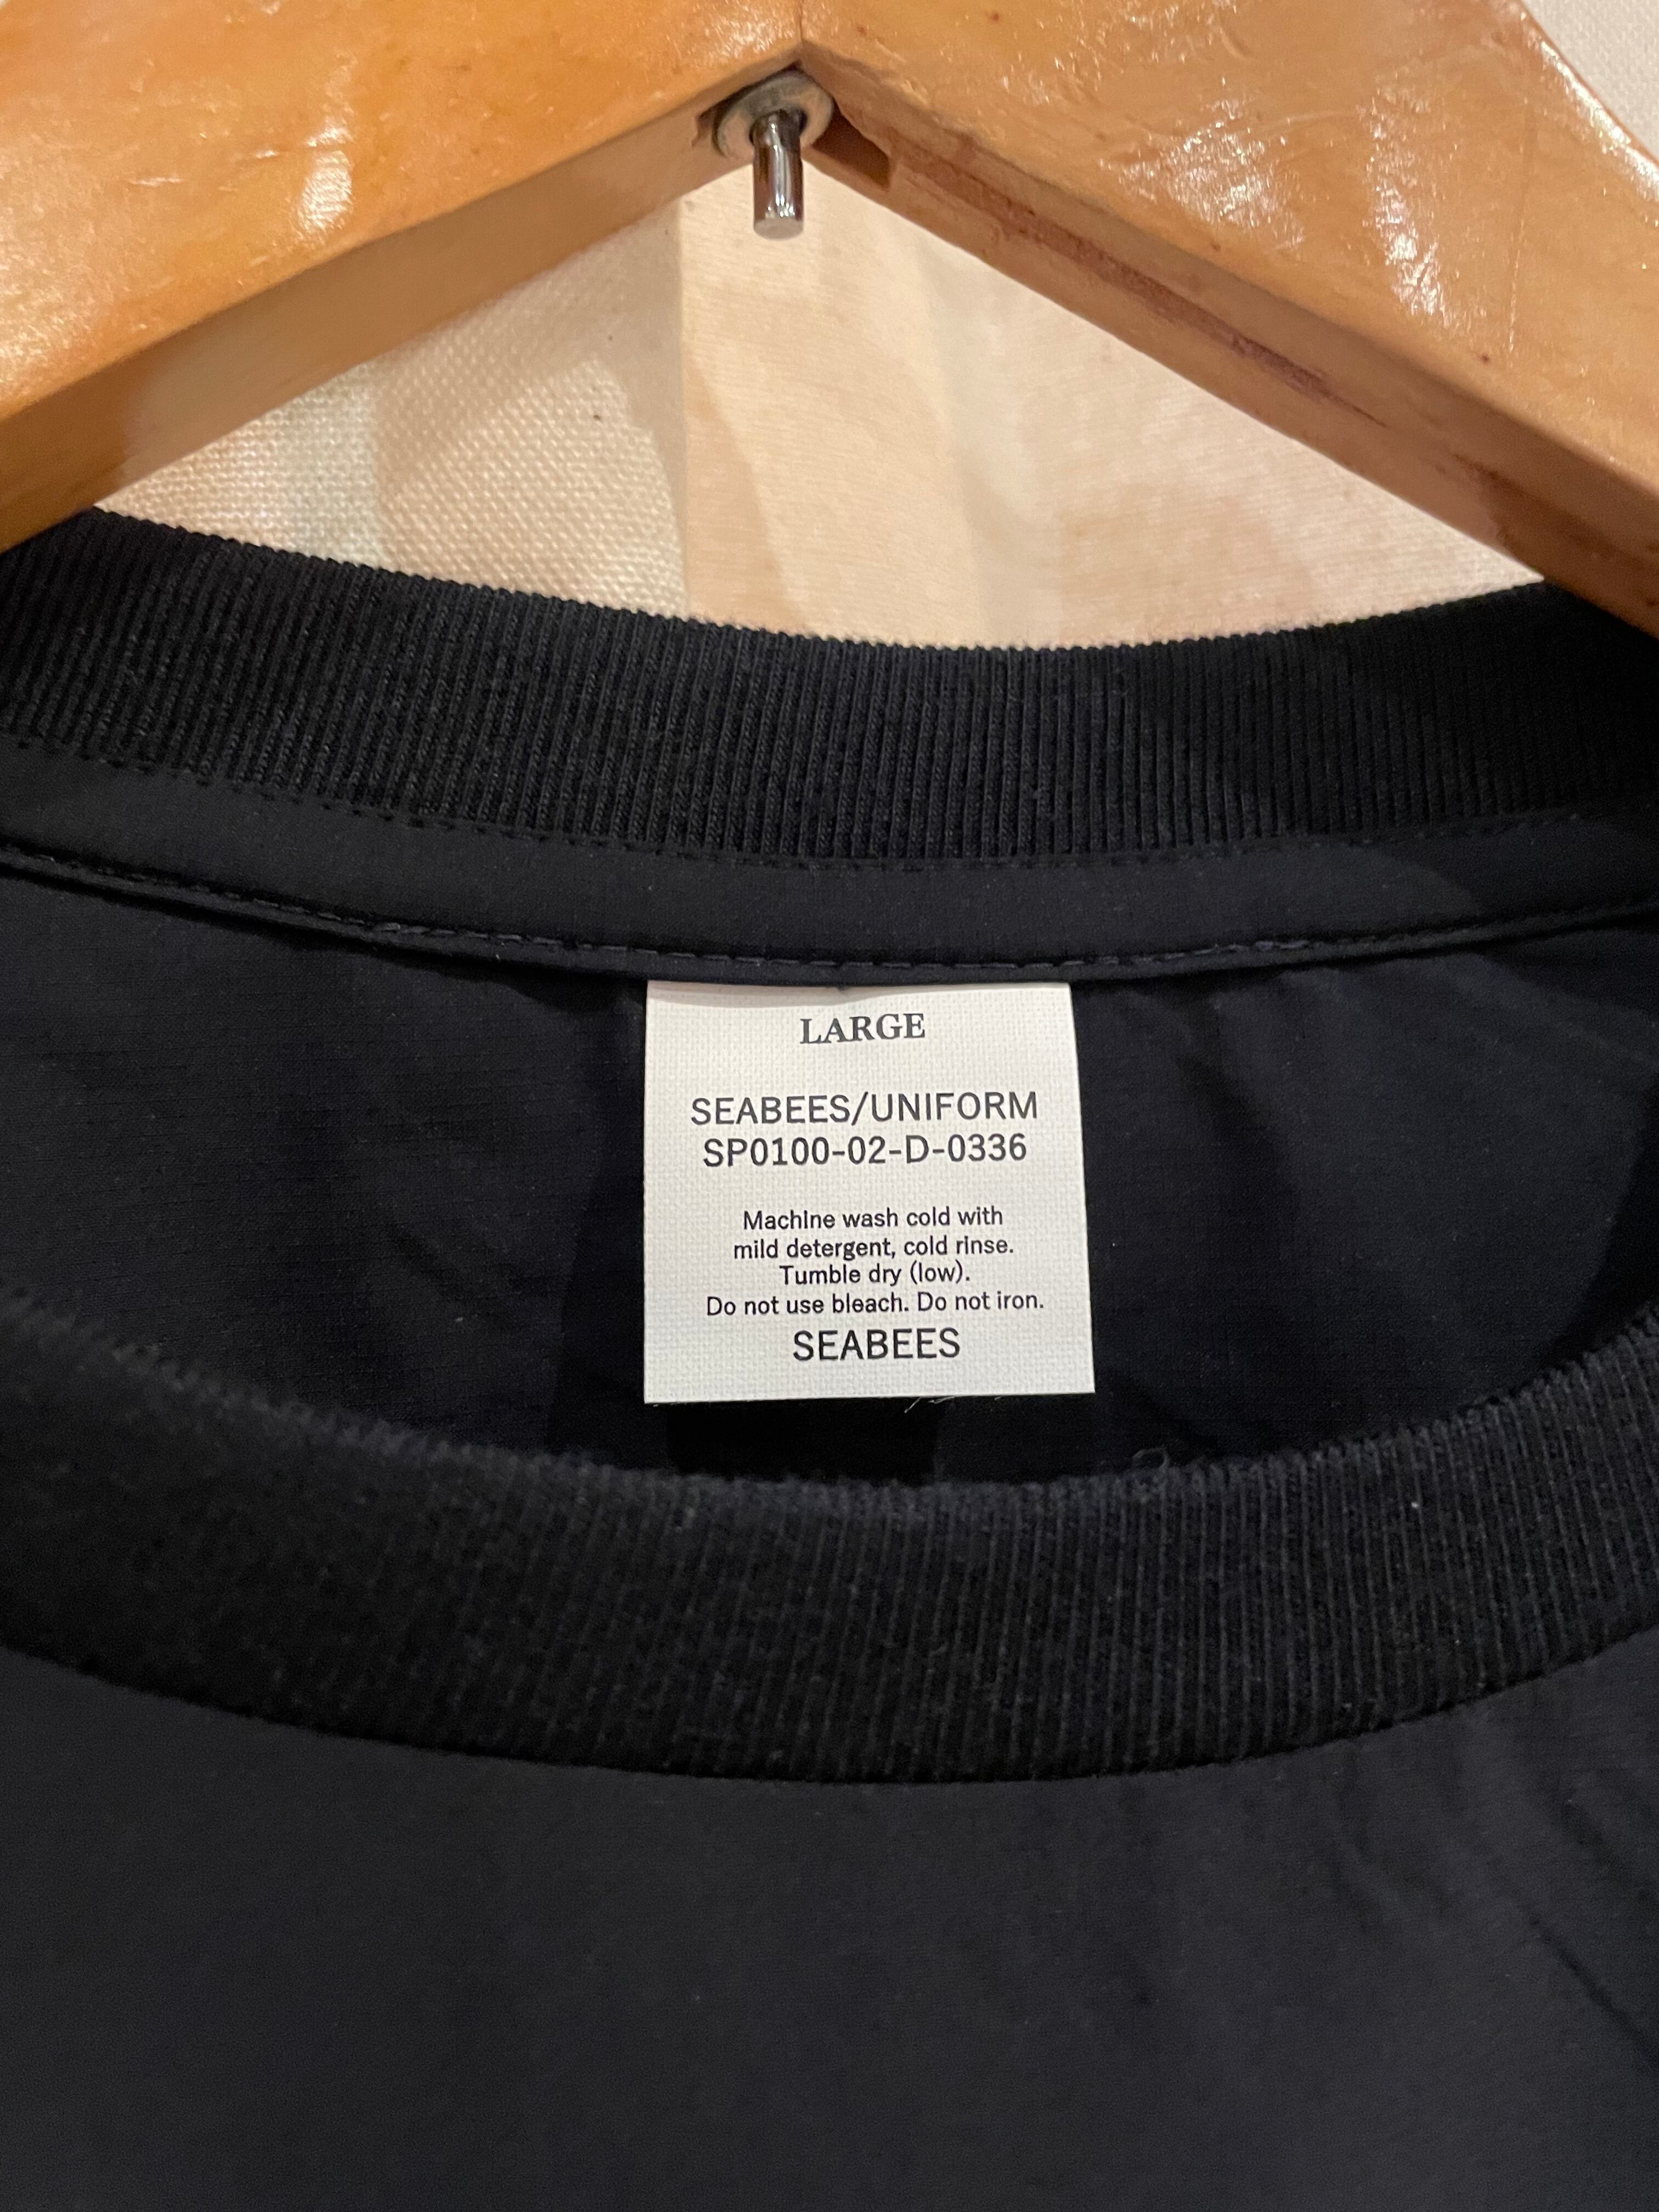 LARGE
SEABEES/UNIFORM
SP0100-02-D-0336
Machine wash cold with
mild detergent, cold rinse.
Tumble dry (low).
Do not use bleach. Do not iron.
SEABEES